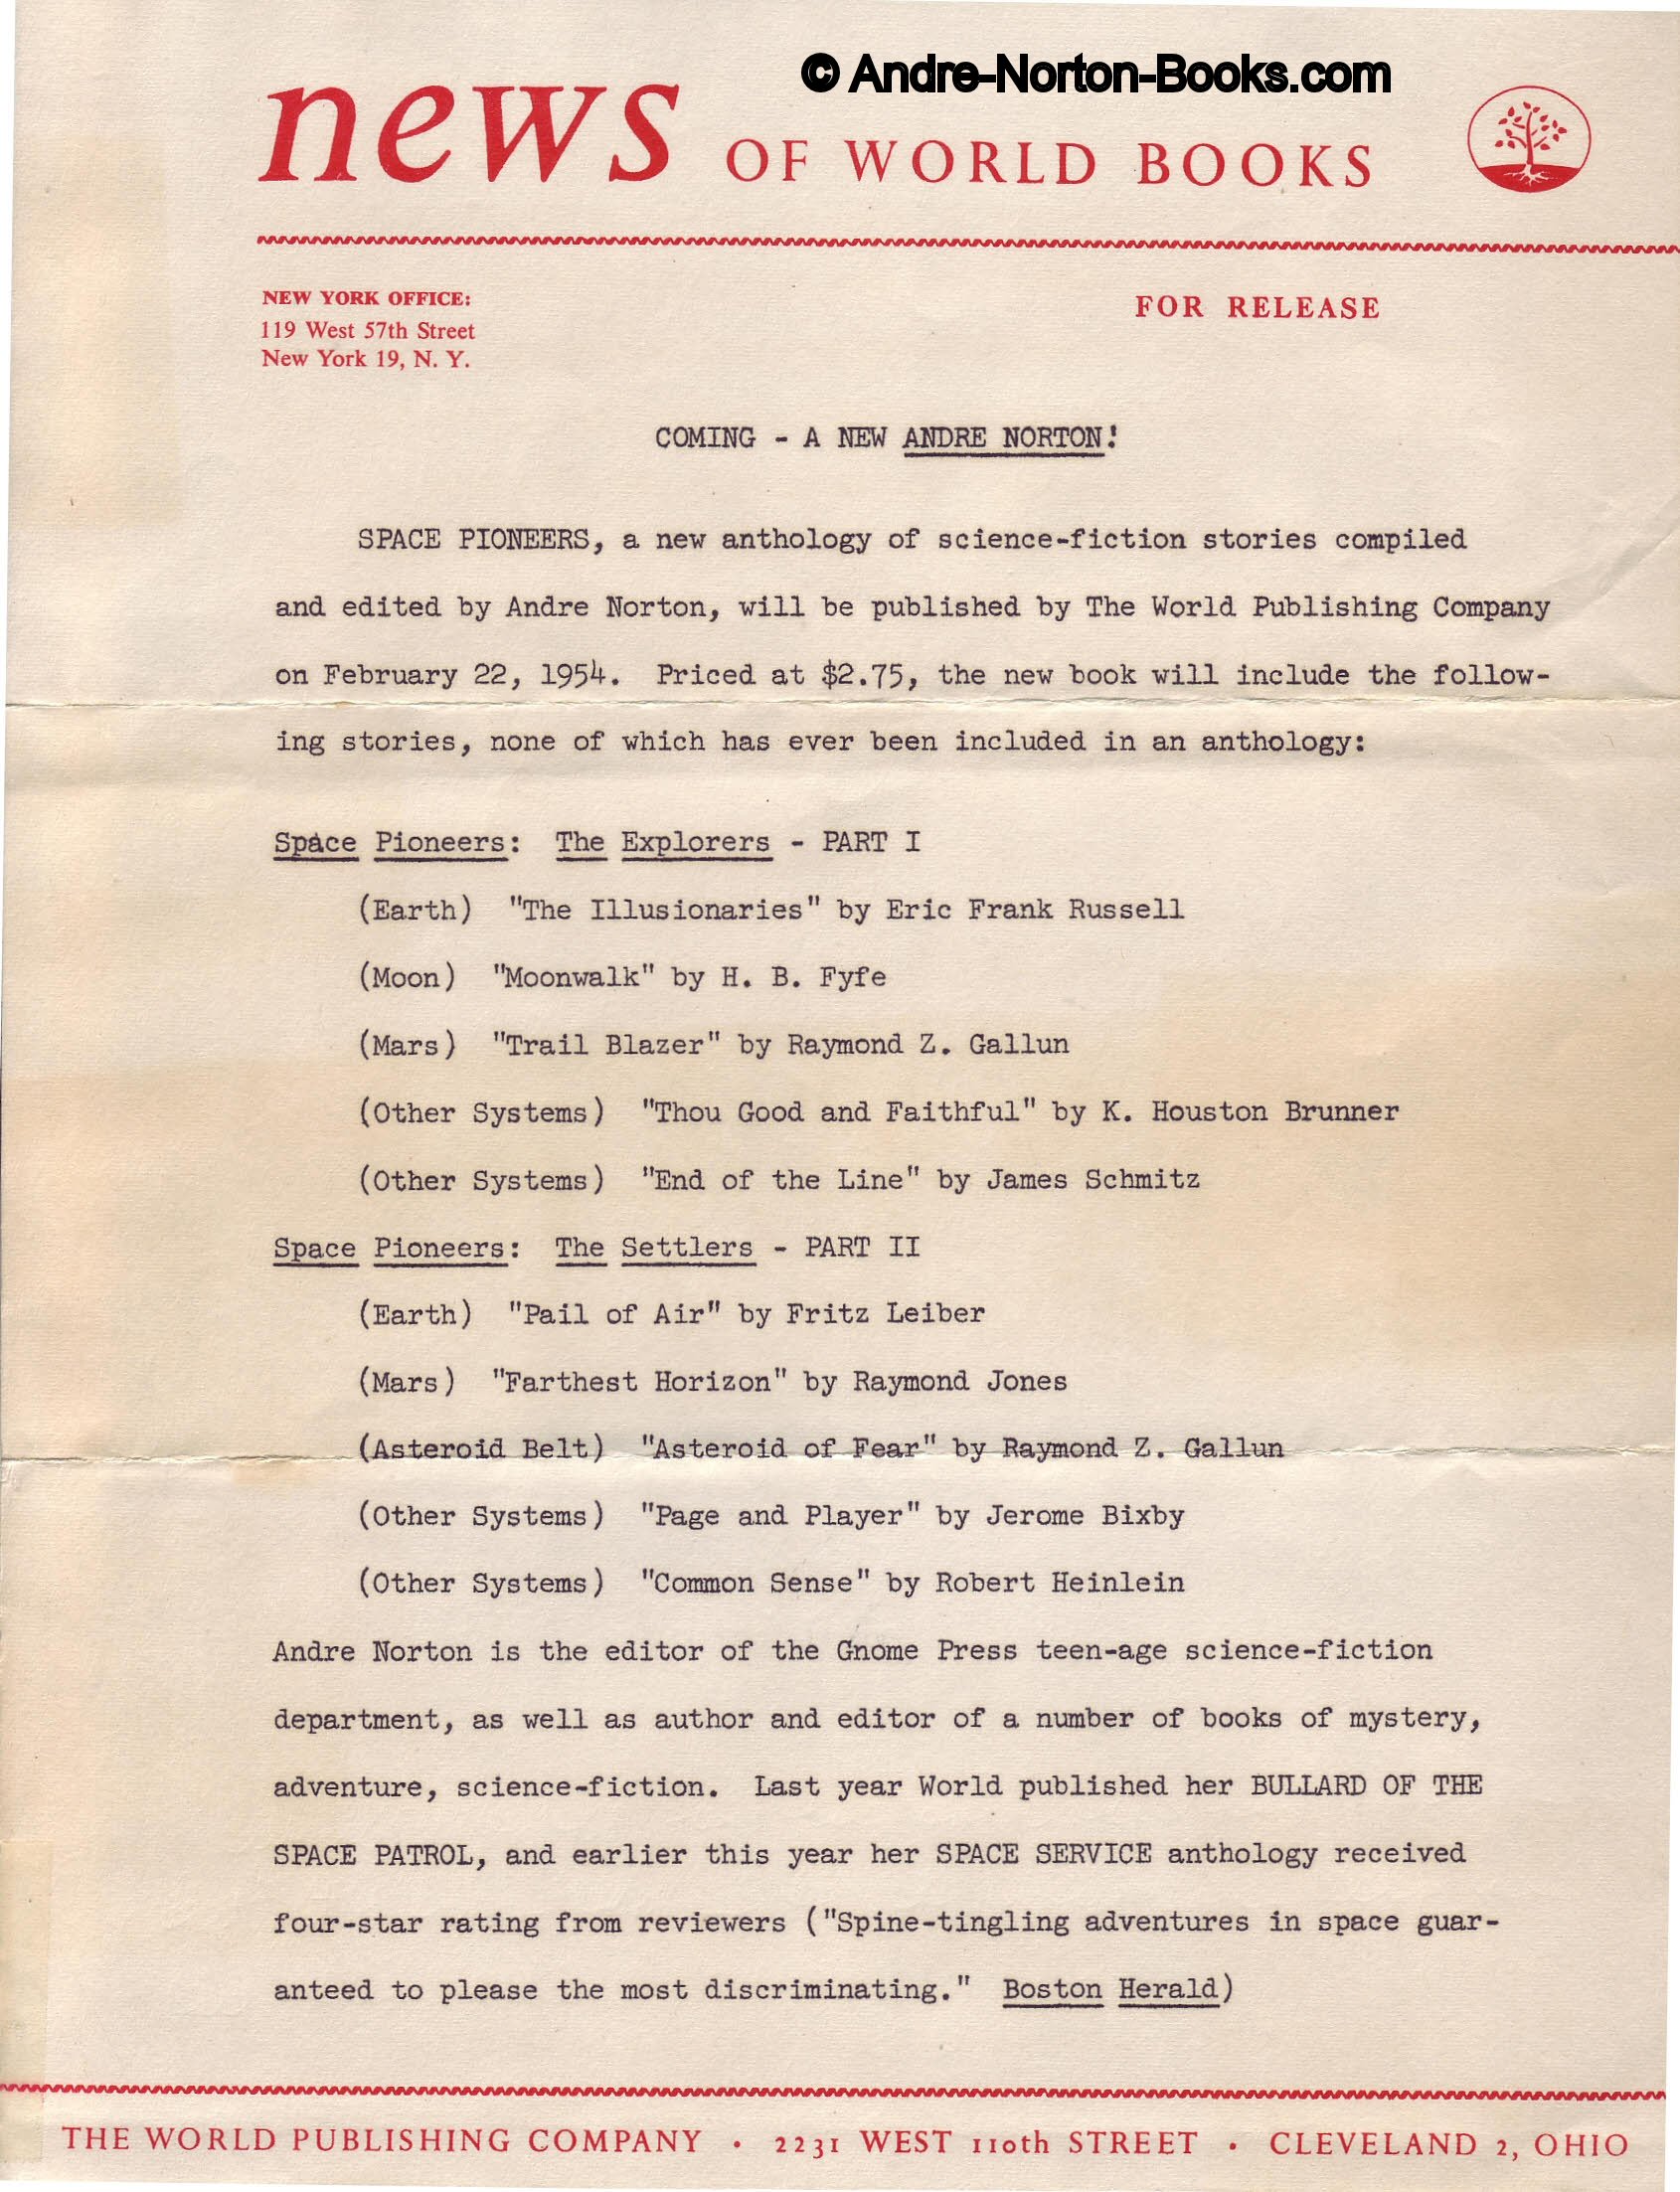 © Andre-Norton-Books.com
news OF WORLD BOOKS
NEW YORK OFFICE:
119 West 57th Street
New York 19, N. Y.
FOR RELEASE
COMING - A NEW ANDRE NORTON!
SPACE PIONEERS, a new anthology of science-fiction stories compiled
and edited by Andre Norton, will be published by The World Publishing Company
on February 22, 1954. Priced at $2.75, the new book will include the follow-
ing stories, none of which has ever been included in an anthology:
Space Pioneers: The Explorers - PART I
(Earth) "The Illusionaries" by Eric Frank Russell
(Moon) "Moonwalk" by H. B. Fyfe
(Mars) "Trail Blazer" by Raymond Z. Gallun
(Other Systems) "Thou Good and Faithful" by K. Houston Brunner
(Other Systems) "End of the Line" by James Schmitz
Space Pioneers: The Settlers - PART II
(Earth) "Pail of Air" by Fritz Leiber
(Mars) "Farthest Horizon" by Raymond Jones
(Asteroid Belt) "Asteroid of Fear" by Raymond Z. Gallun
(Other Systems) "Page and Player" by Jerome Bixby
(Other Systems) "Common Sense" by Robert Heinlein
Andre Norton is the editor of the Gnome Press teen-age science-fiction
department, as well as author and editor of a number of books of mystery,
adventure, science-fiction. Last year World published her BULLARD OF THE
SPACE PATROL, and earlier this year her SPACE SERVICE anthology received
four-star rating from reviewers ("Spine-tingling adventures in space guar-
anteed to please the most discriminating." Boston Herald)
THE WORLD PUBLISHING COMPANY • 2231 WEST 110th STREET • CLEVELAND 2, OHIO